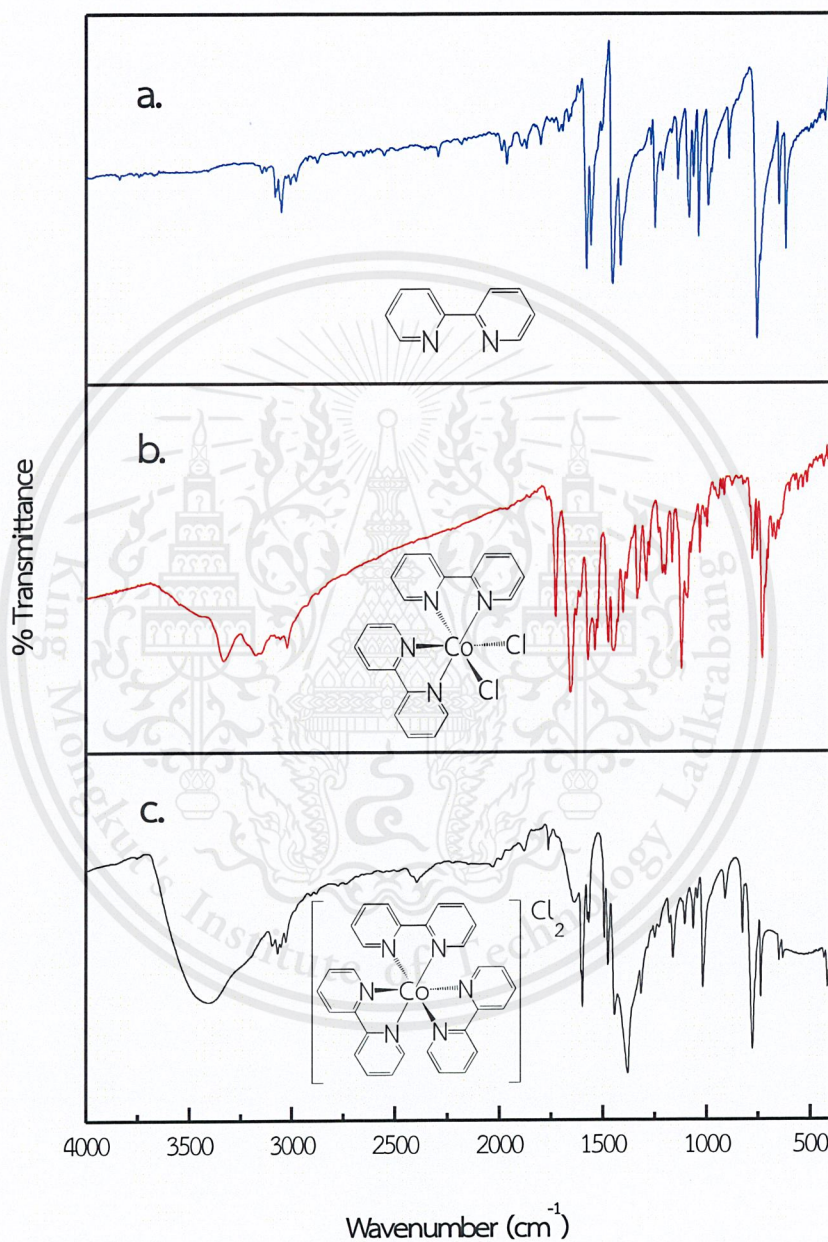 a.
N N
b.
N N
N Co Cl
N Cl
c.
Cl₂
N N
N Co N
N N
% Transmittance
4000 3500 3000 2500 2000 1500 1000 500
Wavenumber (cm⁻¹)
King Mongkut's Institute of Technology Ladkrabang